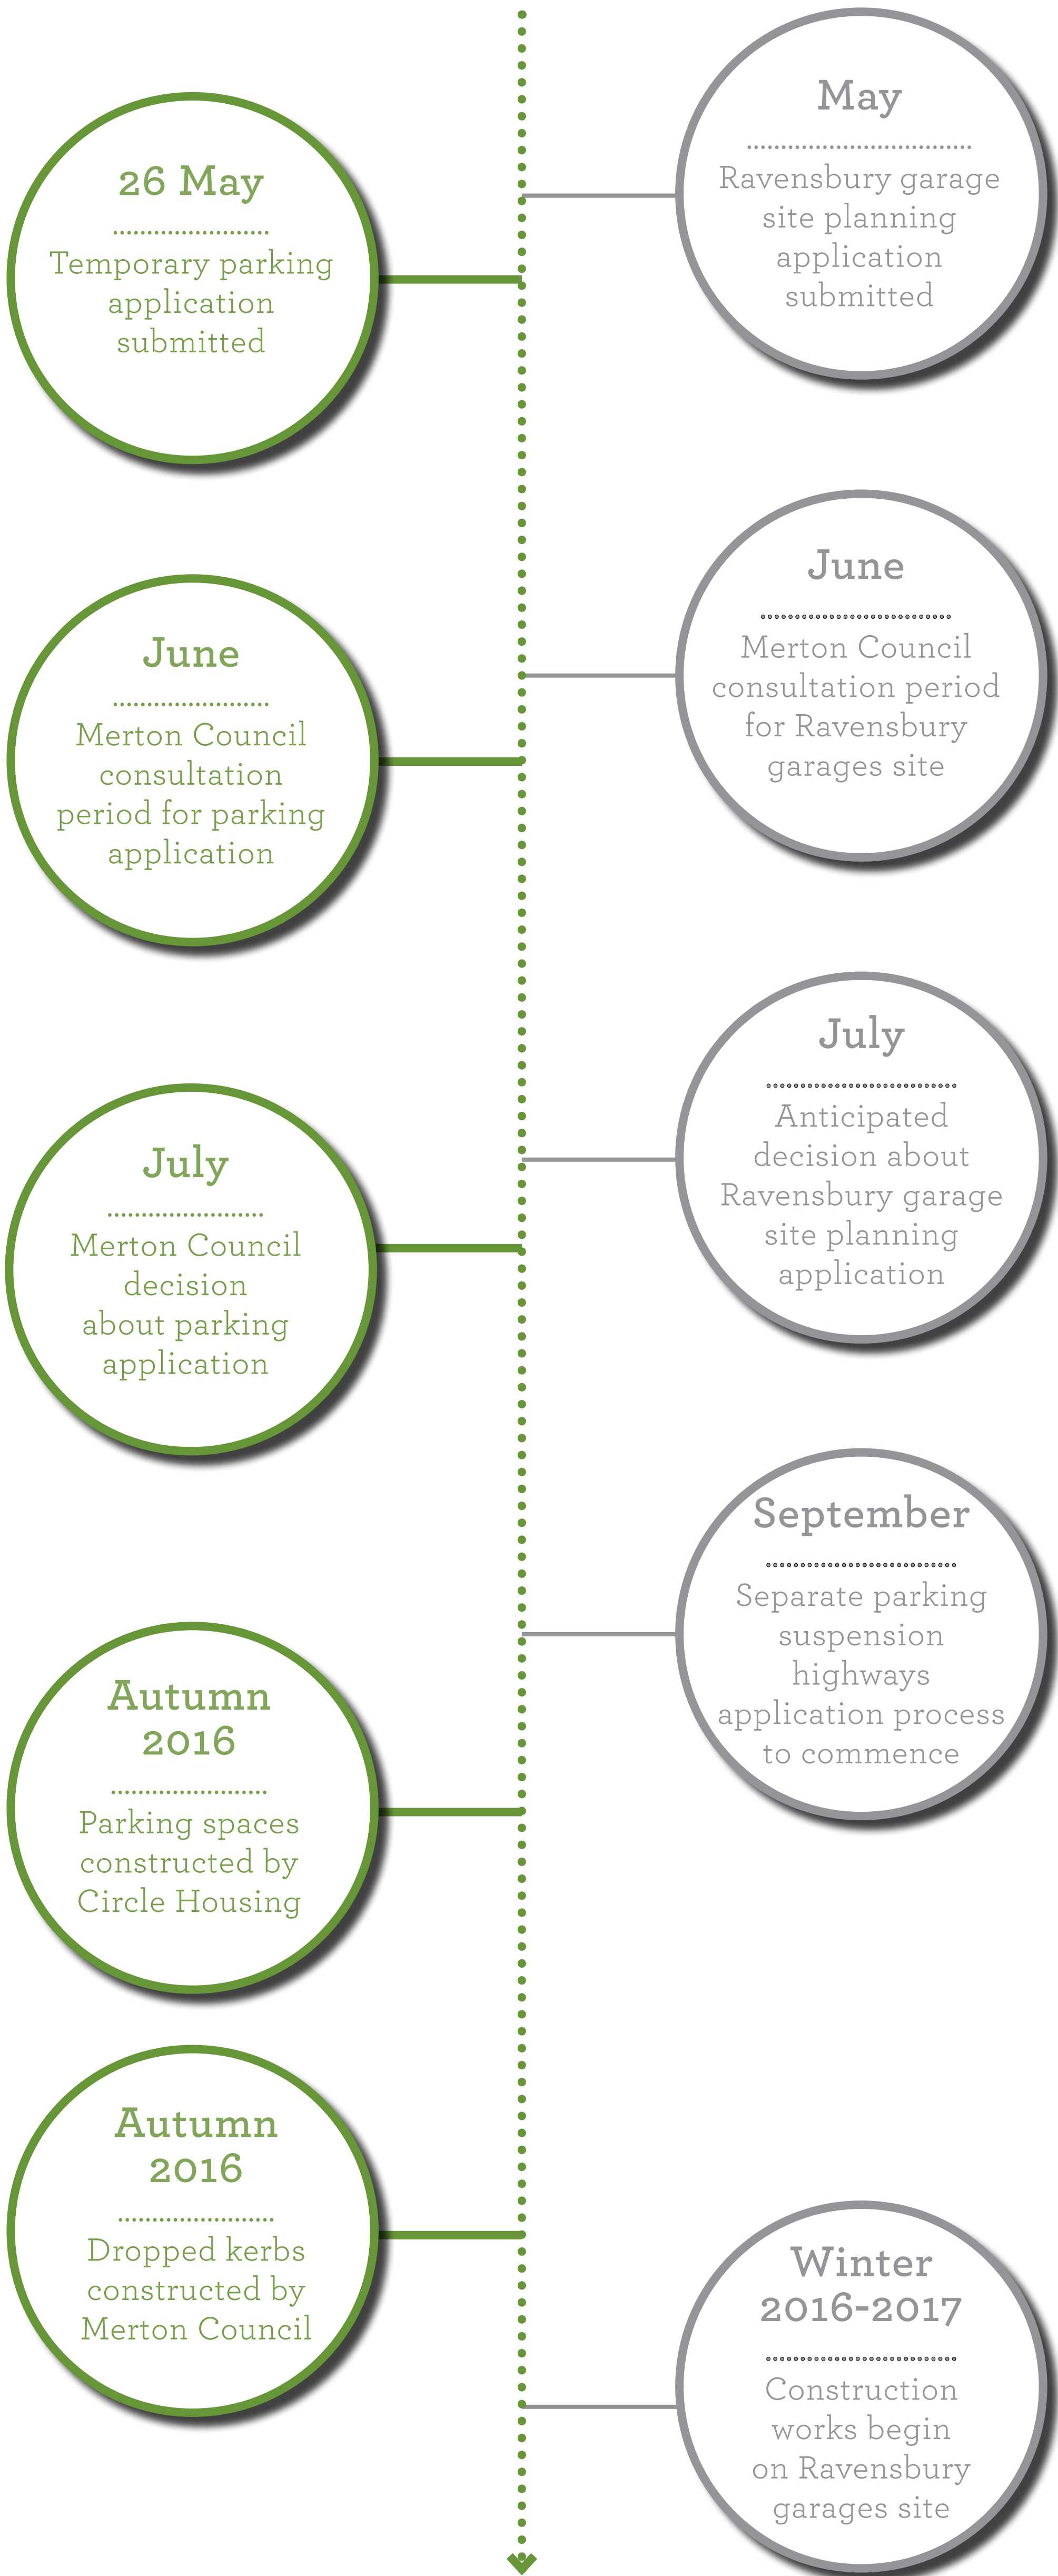 May
Ravensbury garage
site planning
application
submitted
26 May
Temporary parking
application
submitted
June
Merton Council
consultation period
for Ravensbury
garages site
June
Merton Council
consultation
period for parking
application
July
Anticipated
decision about
Ravensbury garage
site planning
application
July
Merton Council
decision
about parking
application
September
Separate parking
suspension
highways
application process
to commence
Autumn
2016
Parking spaces
constructed by
Circle Housing
Autumn
2016
Dropped kerbs
constructed by
Merton Council
Winter
2016-2017
Construction
works begin
on Ravensbury
garages site